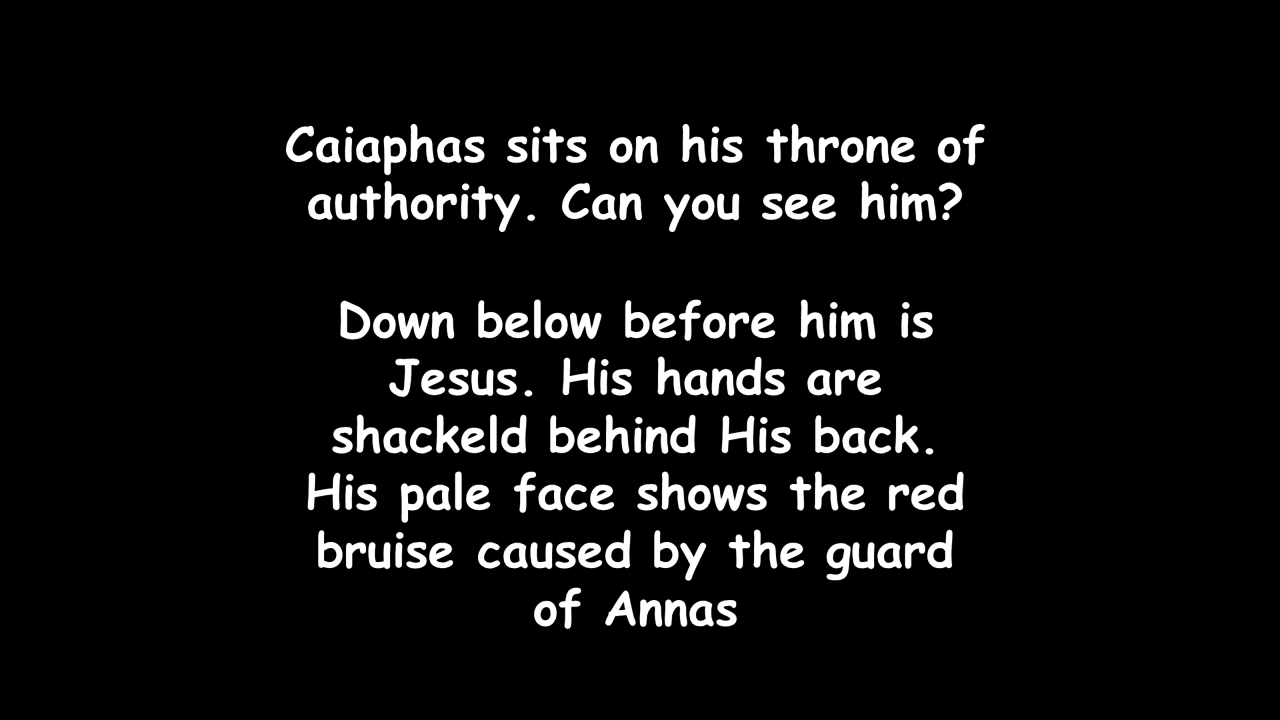 Caiaphas sits on his throne of
authority. Can you see him?
Down below before him is
Jesus. His hands are
shackeld behind His back.
His pale face shows the red
bruise caused by the guard
of Annas